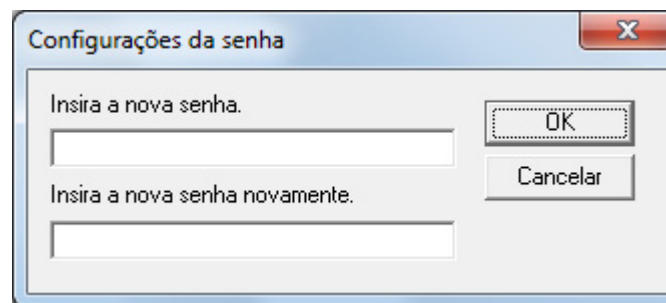 Configurações da senha
Insira a nova senha.
OK
Cancelar
Insira a nova senha novamente.